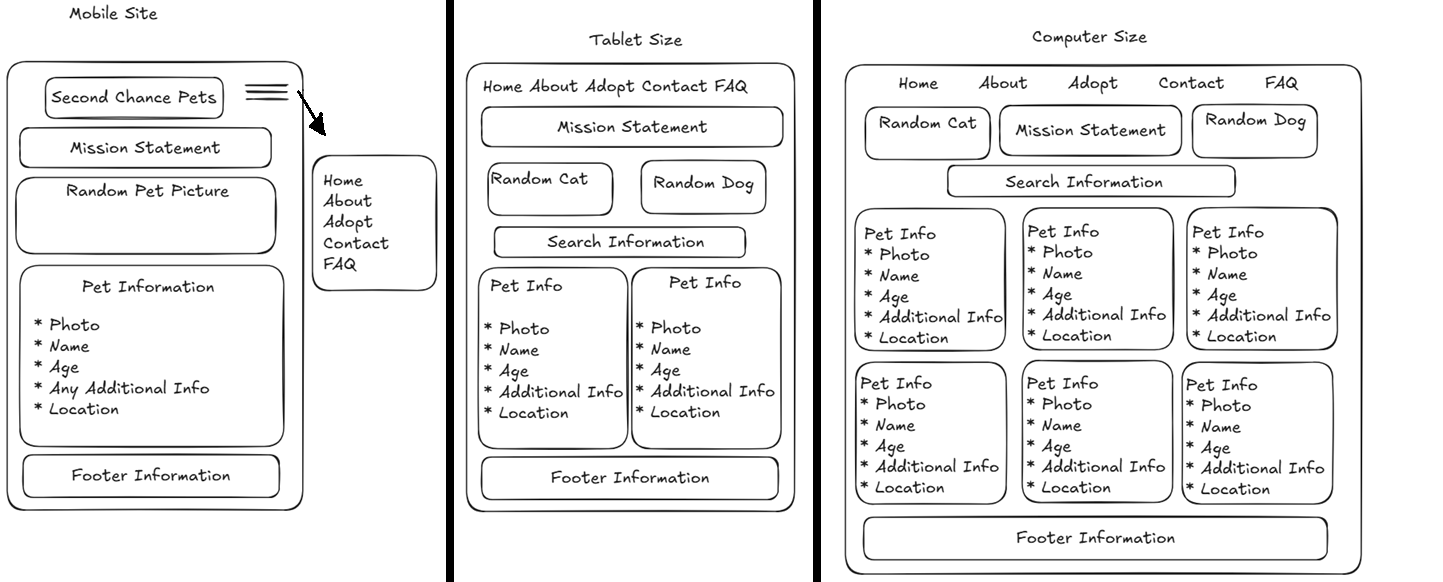 Mobile Site
Second Chance Pets
Mission Statement
Random Pet Picture
Pet Information
* Photo
* Name
* Age
* Any Additional Info
* Location
Footer Information
Home
About
Adopt
Contact
FAQ
Tablet Size
Home About Adopt Contact FAQ
Mission Statement
Random Cat
Random Dog
Search Information
Pet Info
* Photo
* Name
* Age
* Additional Info
* Location
Pet Info
* Photo
* Name
* Age
* Additional Info
* Location
Footer Information
Computer Size
Home About Adopt Contact FAQ
Random Cat
Mission Statement
Random Dog
Search Information
Pet Info
* Photo
* Name
* Age
* Additional Info
* Location
Pet Info
* Photo
* Name
* Age
* Additional Info
* Location
Pet Info
* Photo
* Name
* Age
* Additional Info
* Location
Pet Info
* Photo
* Name
* Age
* Additional Info
* Location
Pet Info
* Photo
* Name
* Age
* Additional Info
* Location
Pet Info
* Photo
* Name
* Age
* Additional Info
* Location
Footer Information